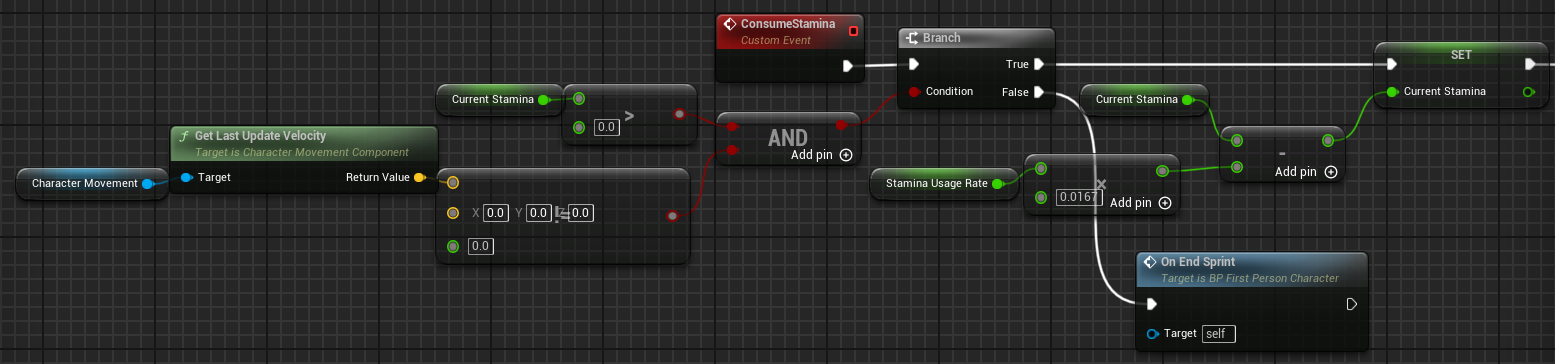 ConsumeStamina
Custom Event
Branch
True
Condition
False
SET
Current Stamina
Current Stamina
>
0.0
Current Stamina
AND
Add pin
Get Last Update Velocity
Target is Character Movement Component
Character Movement
Target
Return Value
X 0.0 Y 0.0 Z 0.0
!=
0.0
Stamina Usage Rate
×
0.0167
Add pin
-
Add pin
On End Sprint
Target is BP First Person Character
Target self